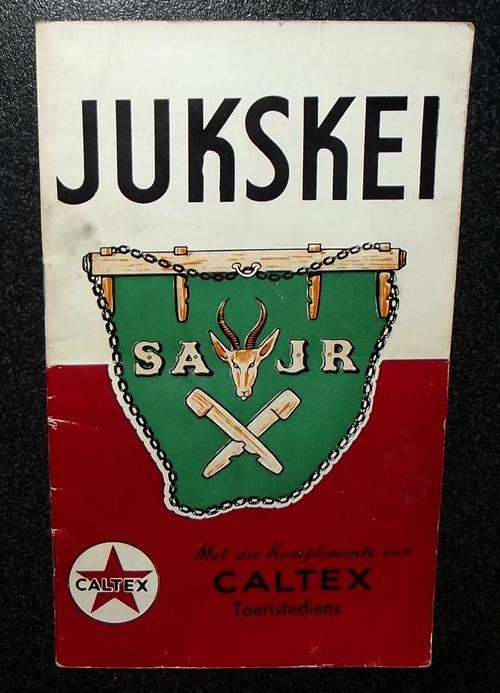 JUKSKEI
SA JR
Met die Komplimente van
CALTEX
CALTEX
Toeristediens